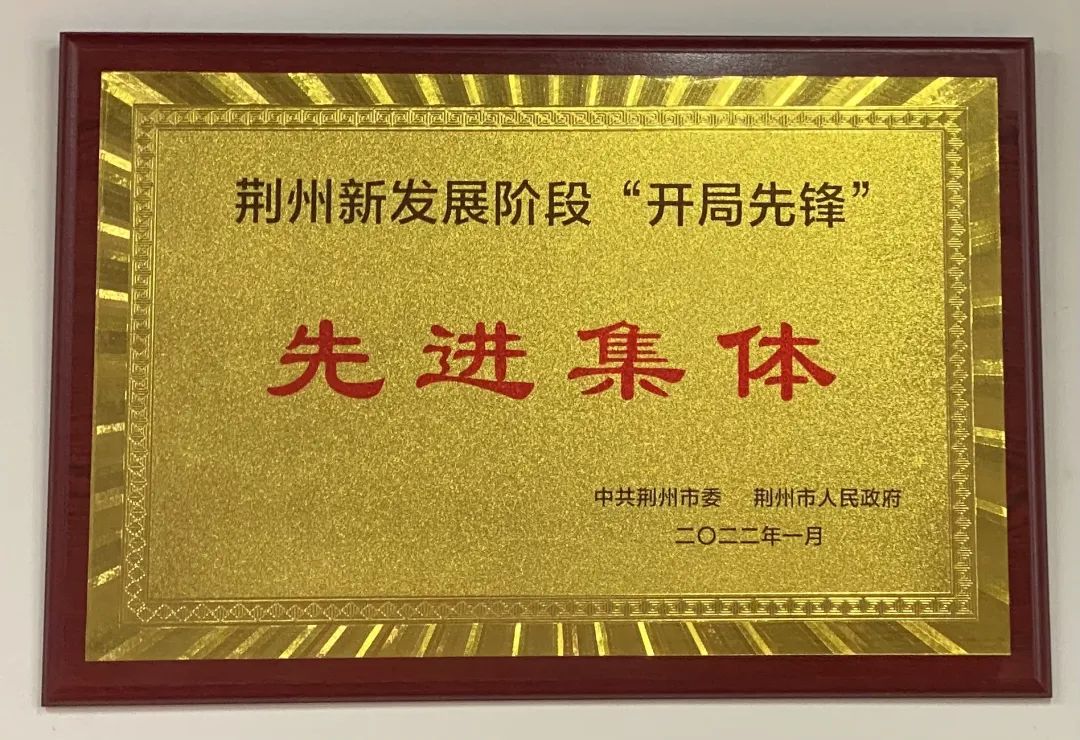 荆州新发展阶段“开局先锋”
先进集体
中共荆州市委 荆州市人民政府
二〇二二年一月